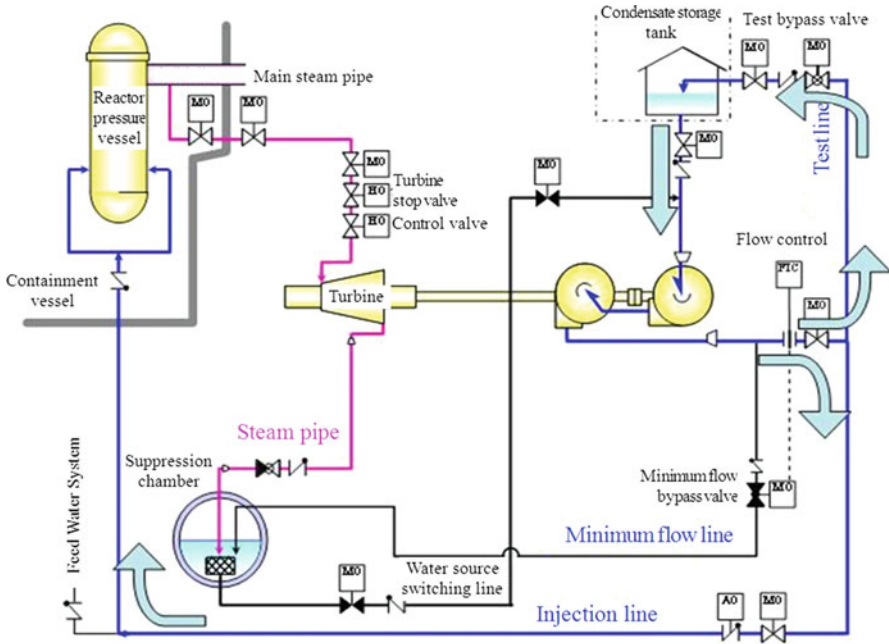 Condensate storage
tank
Test bypass valve
MO
MO
Main steam pipe
Reactor
pressure
vessel
MO
MO
MO
MO
MO
Test line
Turbine
stop valve
HO
Control valve
HO
Flow control
FIC
MO
Containment
vessel
Turbine
Steam pipe
Suppression
chamber
Minimum flow
bypass valve
MO
Minimum flow line
Feed Water System
MO
Water source
switching line
Injection line
AO
MO